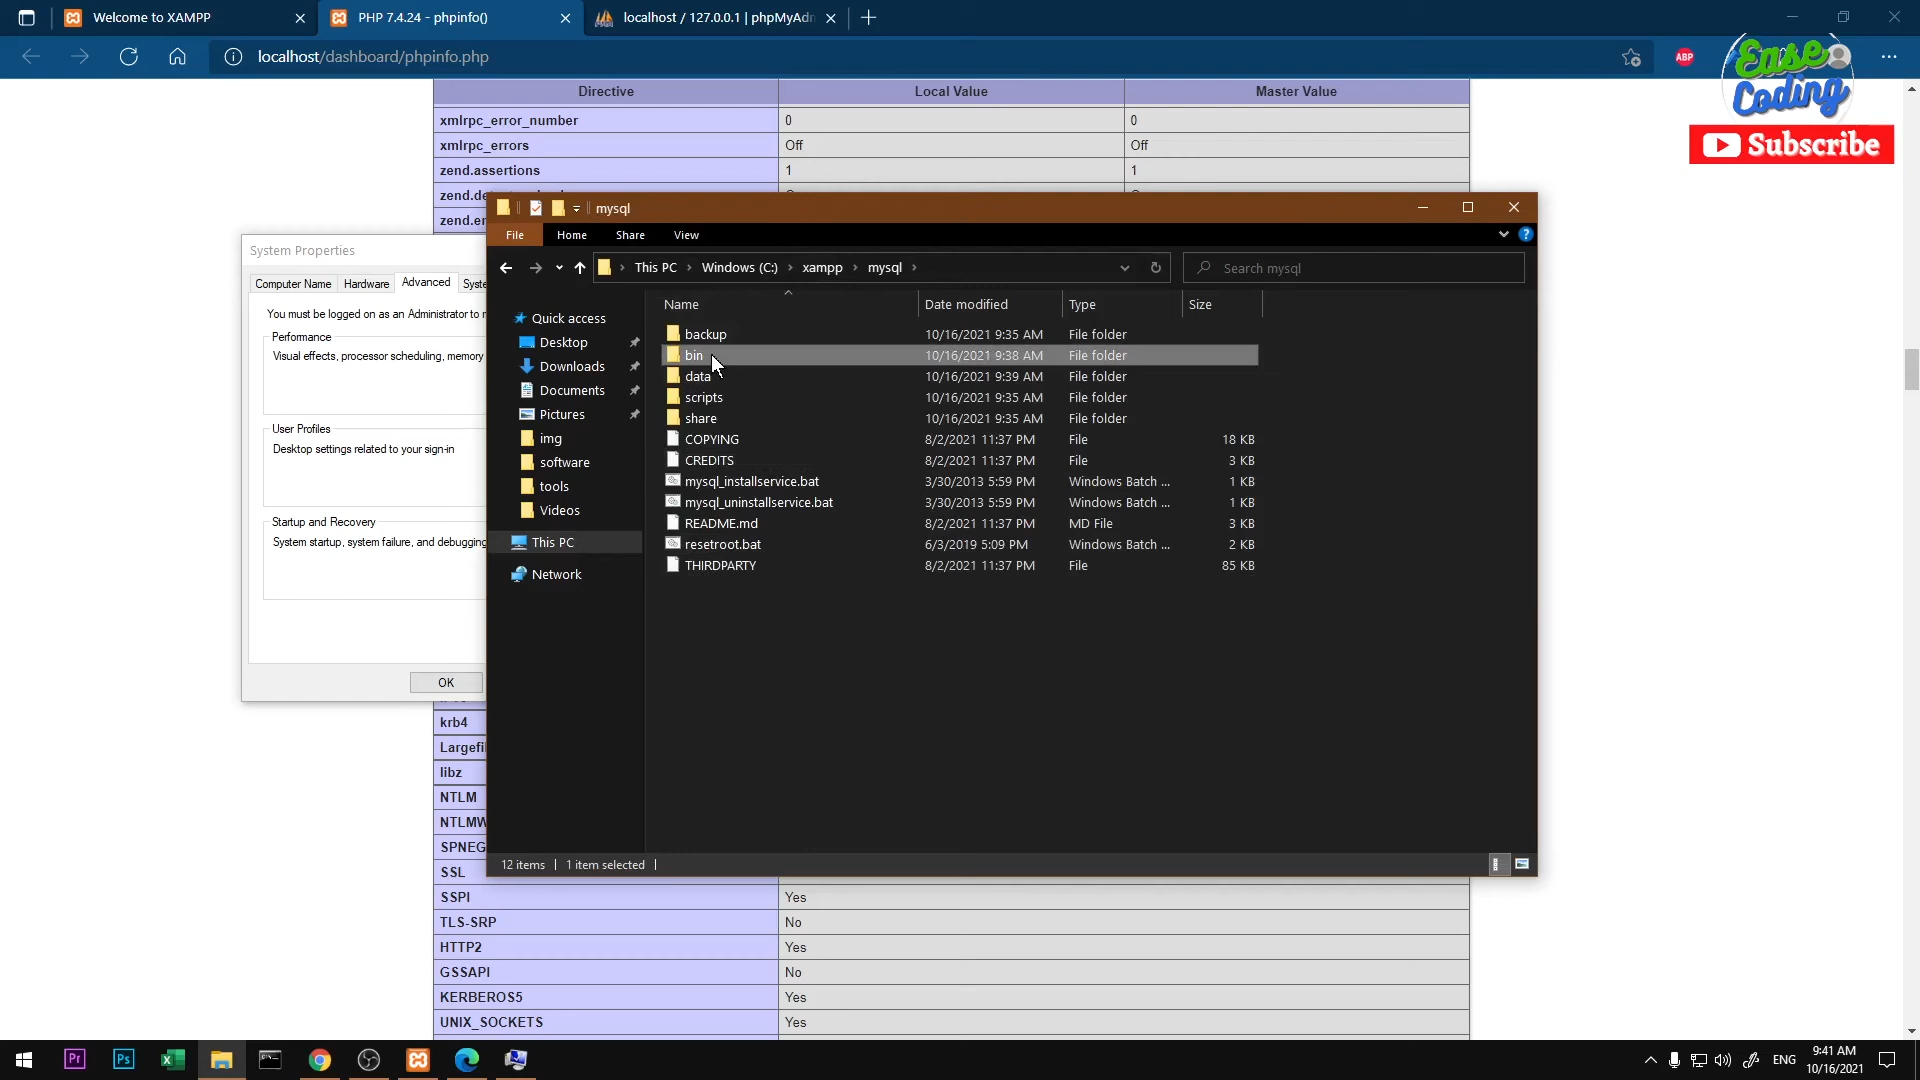 Welcome to XAMPP
PHP 7.4.24 - phpinfo()
localhost / 127.0.0.1 | phpMyAdm
localhost/dashboard/phpinfo.php
ABP
Ease
Coding
Subscribe
Directive Local Value Master Value
xmlrpc_error_number 0 0
xmlrpc_errors Off Off
zend.assertions 1 1
zend.er
mysql
File Home Share View
This PC Windows (C:) xampp mysql
Search mysql
Name Date modified Type Size
Quick access
Desktop
Downloads
Documents
Pictures
img
software
tools
Videos
This PC
Network
backup 10/16/2021 9:35 AM File folder
bin 10/16/2021 9:38 AM File folder
data 10/16/2021 9:39 AM File folder
scripts 10/16/2021 9:35 AM File folder
share 10/16/2021 9:35 AM File folder
COPYING 8/2/2021 11:37 PM File 18 KB
CREDITS 8/2/2021 11:37 PM File 3 KB
mysql_installservice.bat 3/30/2013 5:59 PM Windows Batch ... 1 KB
mysql_uninstallservice.bat 3/30/2013 5:59 PM Windows Batch ... 1 KB
README.md 8/2/2021 11:37 PM MD File 3 KB
resetroot.bat 6/3/2019 5:09 PM Windows Batch ... 2 KB
THIRDPARTY 8/2/2021 11:37 PM File 85 KB
12 items 1 item selected
System Properties
Computer Name Hardware Advanced Syste
You must be logged on as an Administrator to
Performance
Visual effects, processor scheduling, memory
User Profiles
Desktop settings related to your sign-in
Startup and Recovery
System startup, system failure, and debugging
OK
krb4
Largefil
libz
NTLM
NTLMW
SPNEG
SSL
SSPI Yes
TLS-SRP No
HTTP2 Yes
GSSAPI No
KERBEROS5 Yes
UNIX_SOCKETS Yes
Pr
Ps
ENG
9:41 AM
10/16/2021